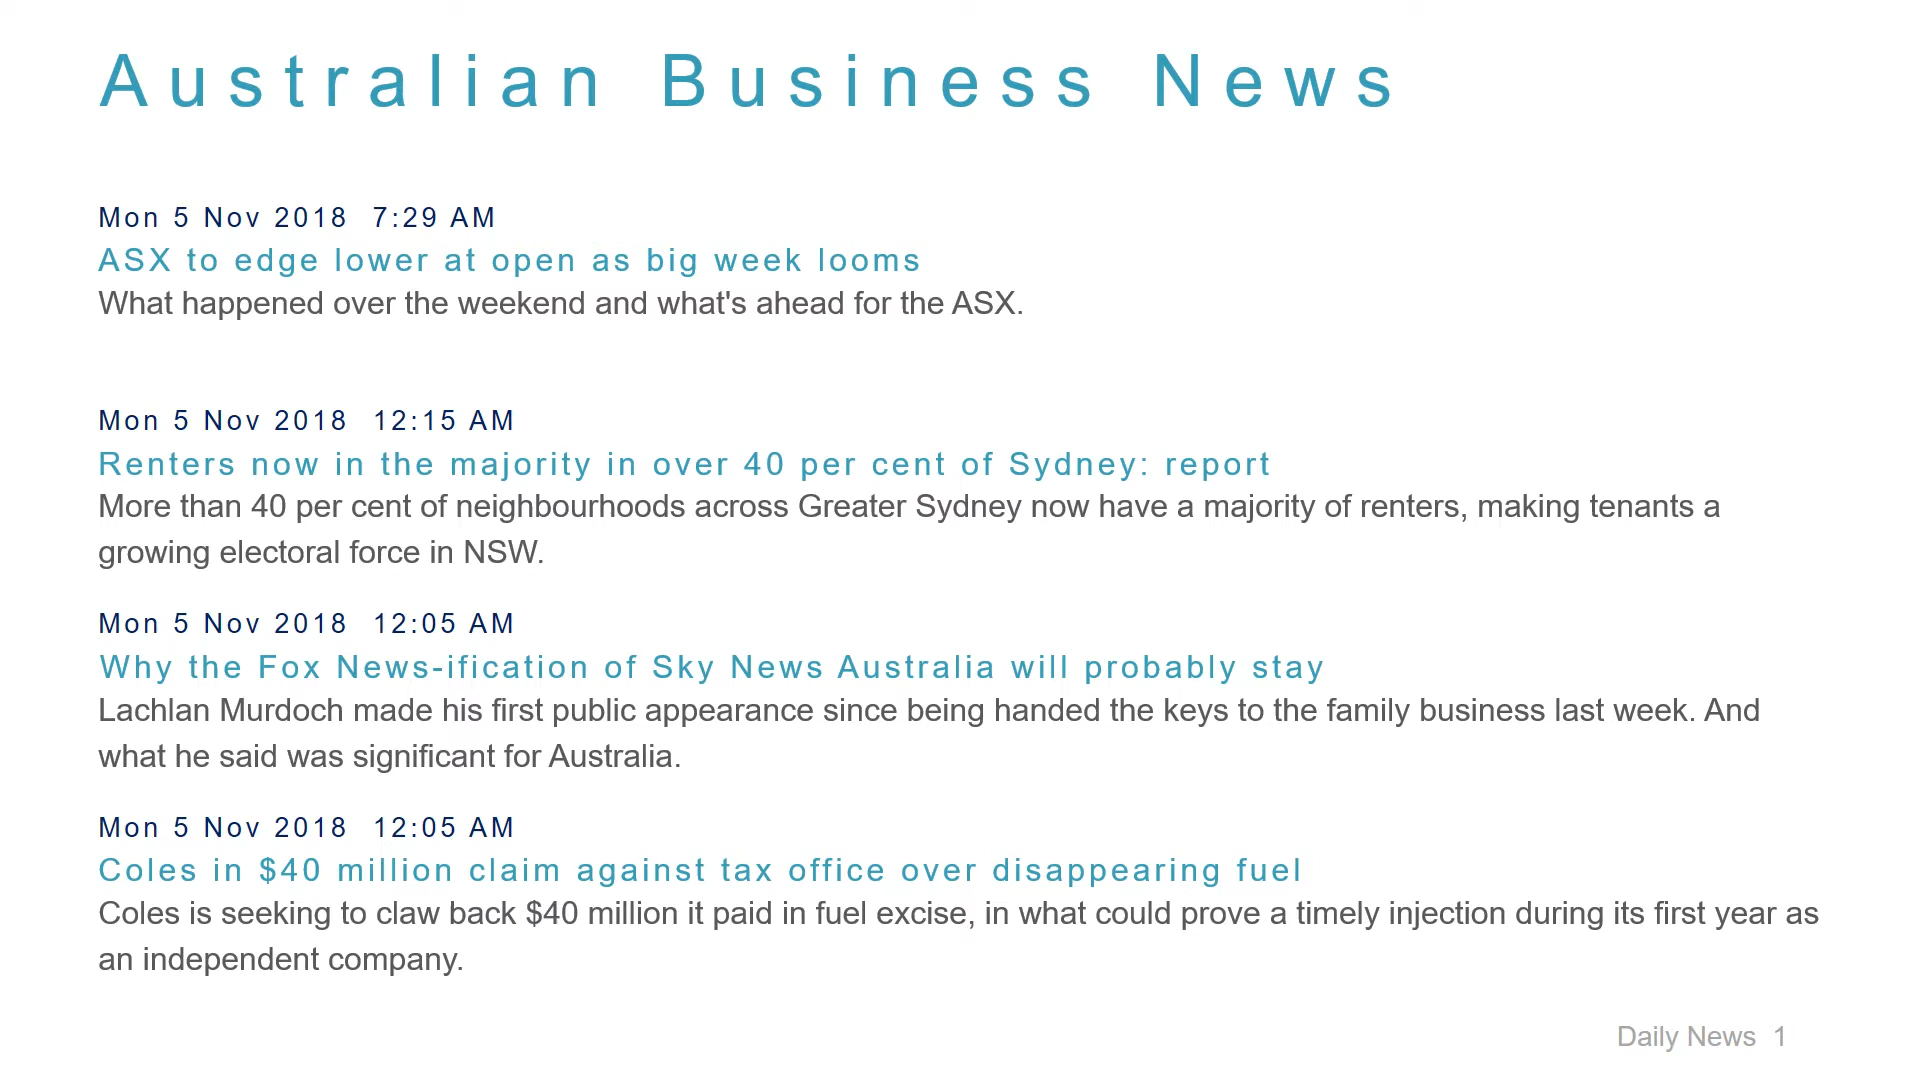 Australian Business News
Mon 5 Nov 2018 7:29 AM
ASX to edge lower at open as big week looms
What happened over the weekend and what's ahead for the ASX.
Mon 5 Nov 2018 12:15 AM
Renters now in the majority in over 40 per cent of Sydney: report
More than 40 per cent of neighbourhoods across Greater Sydney now have a majority of renters, making tenants a
growing electoral force in NSW.
Mon 5 Nov 2018 12:05 AM
Why the Fox News-ification of Sky News Australia will probably stay
Lachlan Murdoch made his first public appearance since being handed the keys to the family business last week. And
what he said was significant for Australia.
Mon 5 Nov 2018 12:05 AM
Coles in $40 million claim against tax office over disappearing fuel
Coles is seeking to claw back $40 million it paid in fuel excise, in what could prove a timely injection during its first year as
an independent company.
Daily News 1